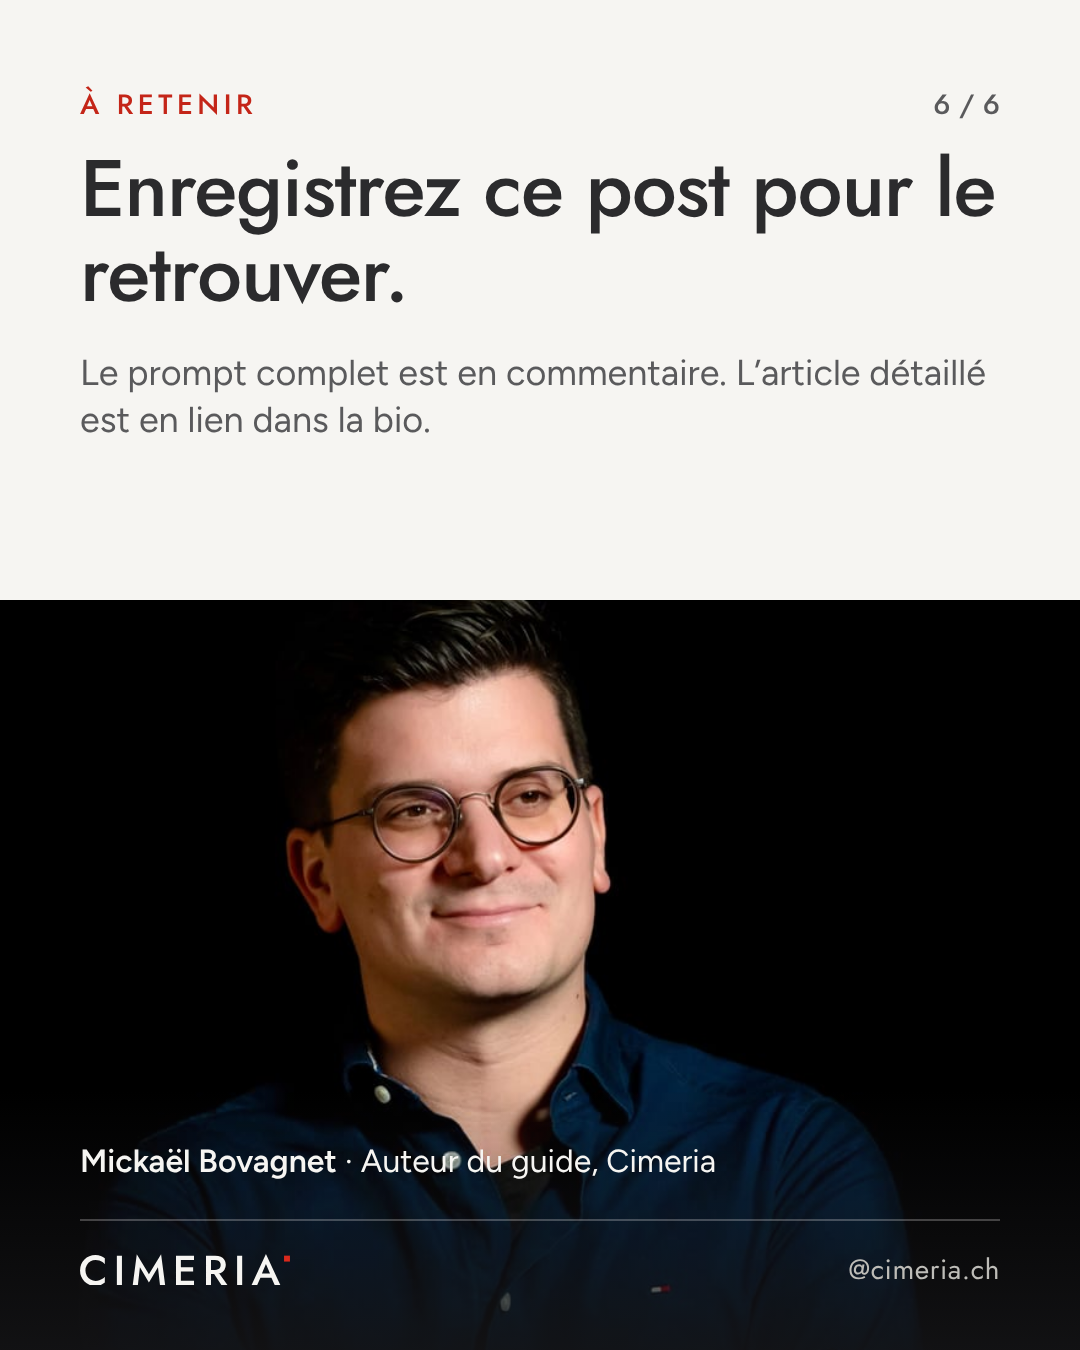 À RETENIR
6 / 6
Enregistrez ce post pour le
retrouver.
Le prompt complet est en commentaire. L’article détaillé
est en lien dans la bio.
Mickaël Bovagnet · Auteur du guide, Cimeria
CIMERIA
@cimeria.ch